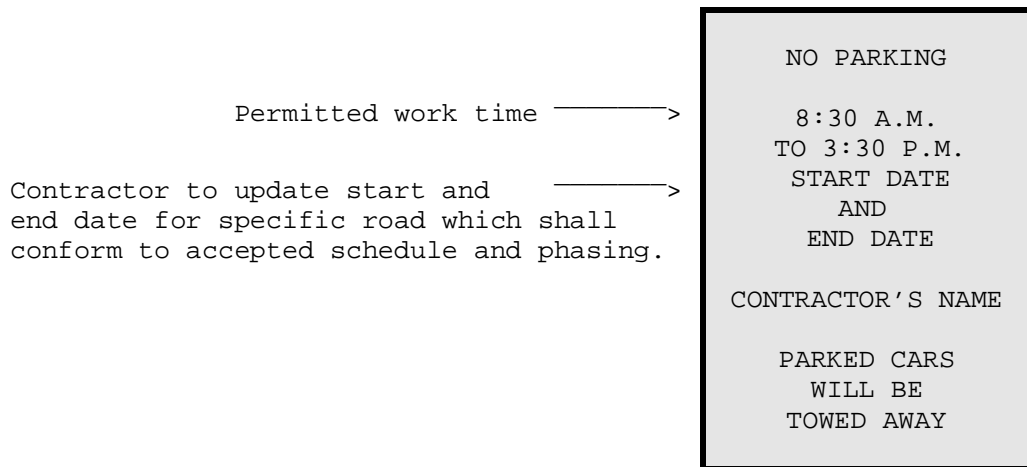 NO PARKING
Permitted work time ———————>
8:30 A.M.
TO 3:30 P.M.
Contractor to update start and ———————>
end date for specific road which shall
conform to accepted schedule and phasing.
START DATE
AND
END DATE
CONTRACTOR’S NAME
PARKED CARS
WILL BE
TOWED AWAY